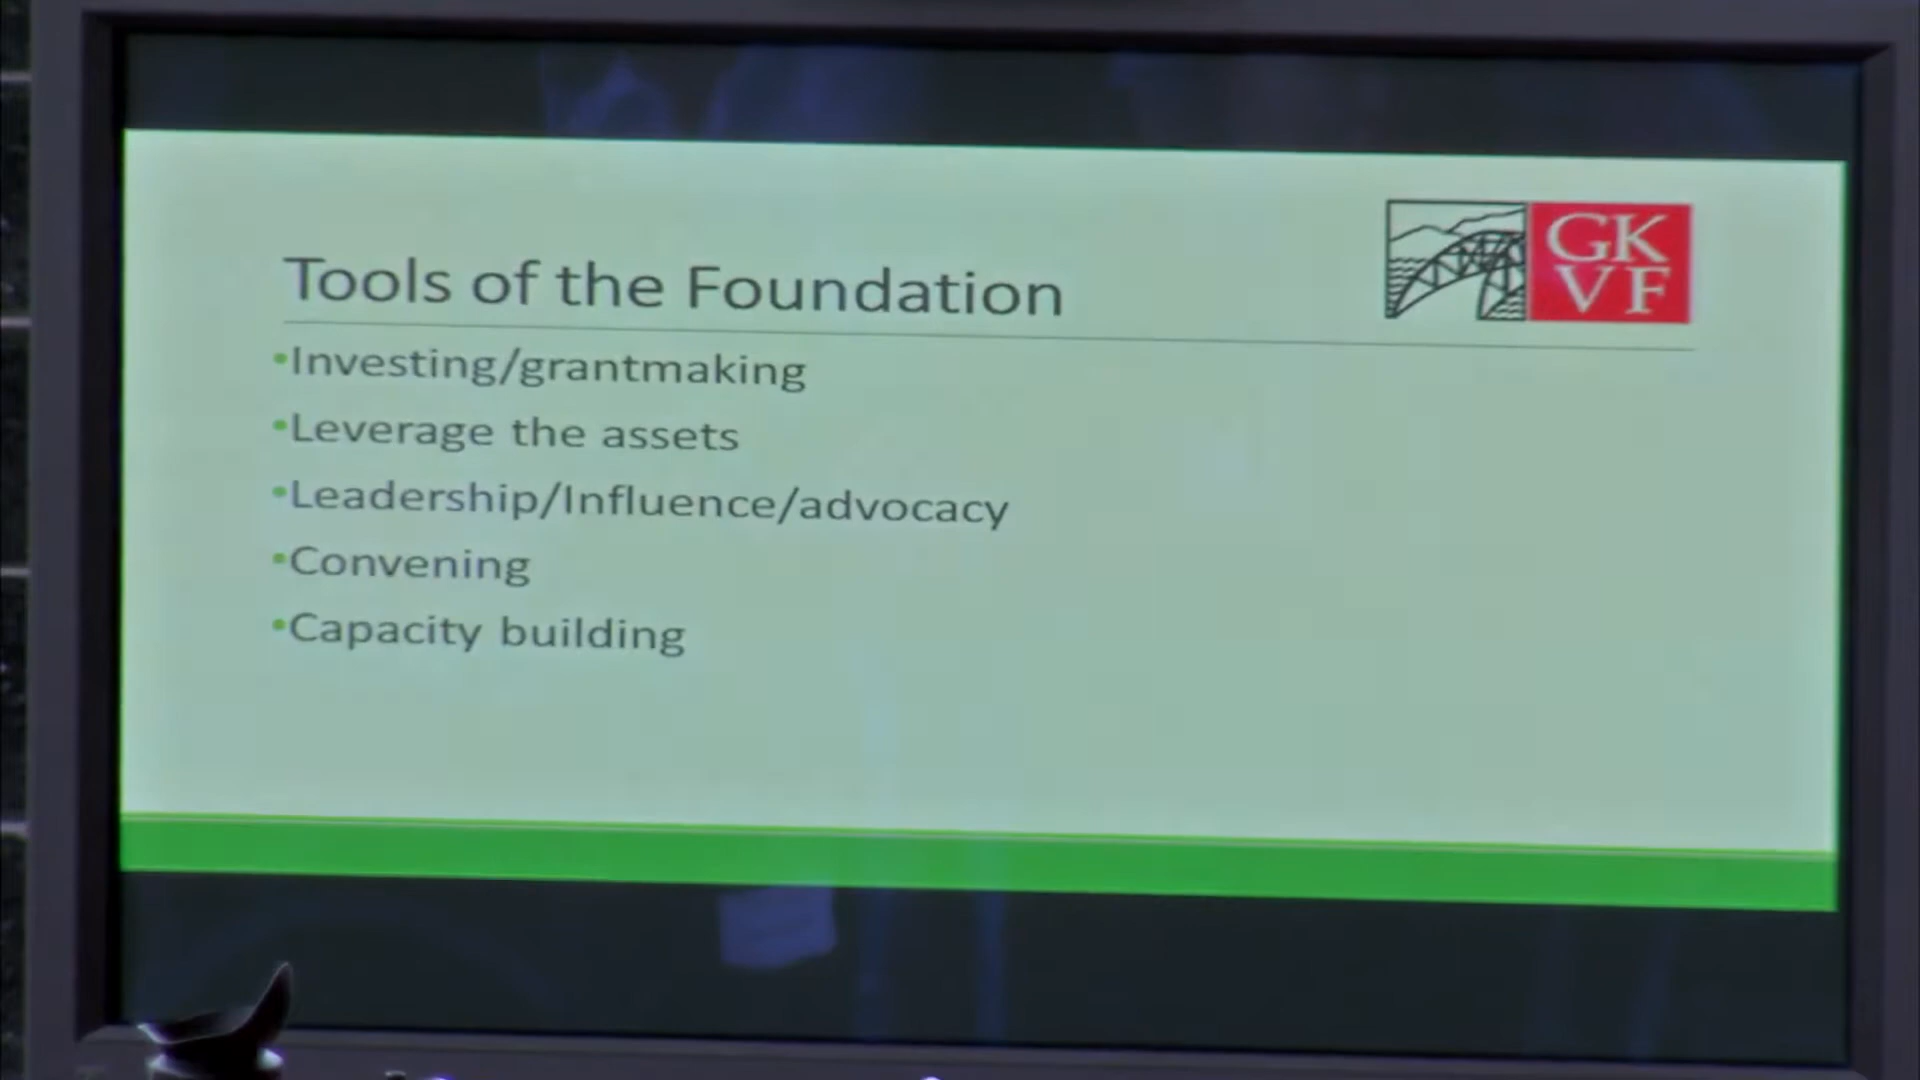 GK
VF
Tools of the Foundation
•Investing/grantmaking
•Leverage the assets
•Leadership/Influence/advocacy
•Convening
•Capacity building